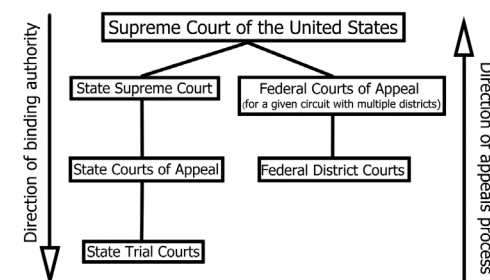 Supreme Court of the United States
Direction of binding authority
State Supreme Court
Federal Courts of Appeal
(for a given circuit with multiple districts)
State Courts of Appeal
Federal District Courts
State Trial Courts
Direction of appeals process